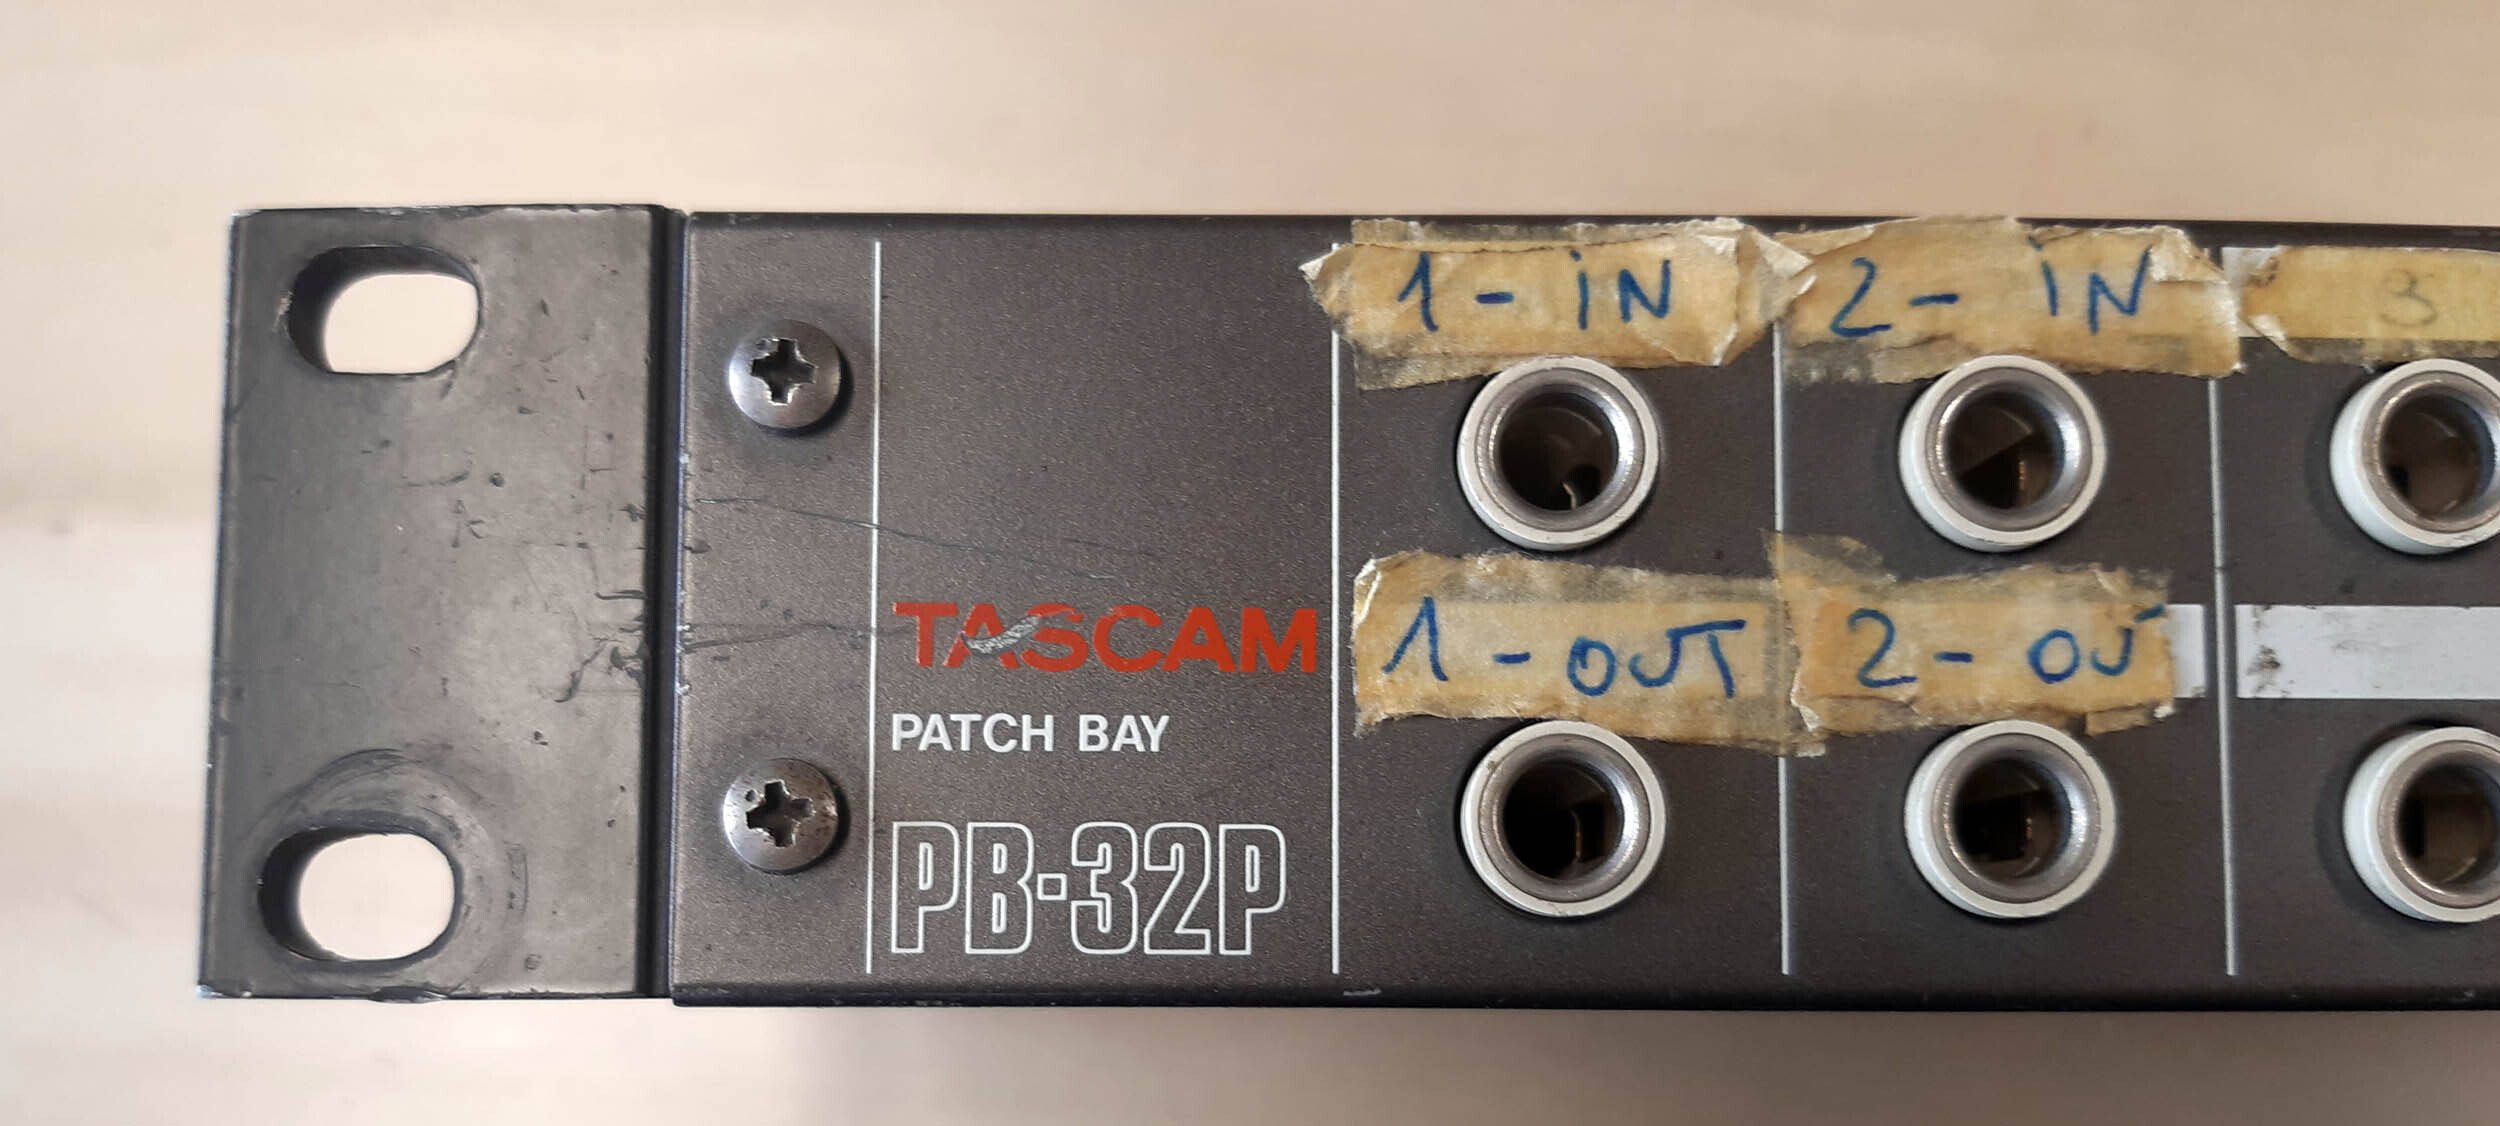 1 - iN 2 - iN 3
TASCAM 1 - OUT 2 - OU
PATCH BAY
PB-32P